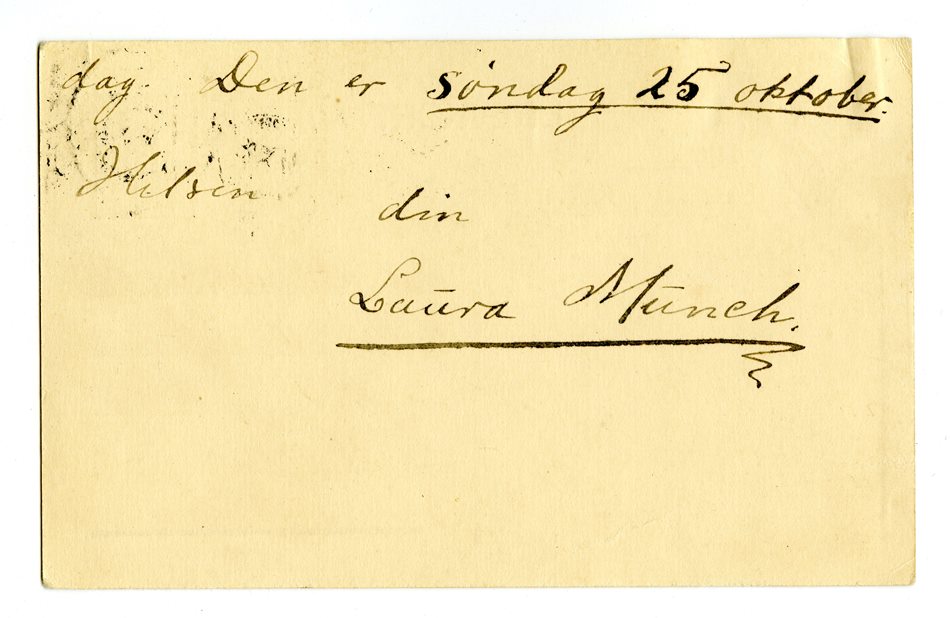 dag. Den er søndag 25 oktober.
Hilsen
din
Laura Munch.